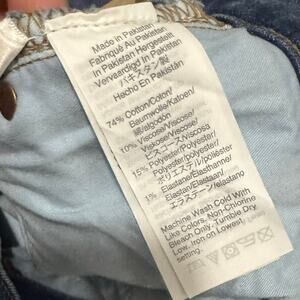 Made in Pakistan
Fabriqué Au Pakistan
In Pakistan Hergestellt
Vervaardigd In Pakistan
パキスタン製
Hecho En Pakistán
74% Cotton/Coton/
Baumwolle/Katoen/
綿/algodón
10% Viscose/Viscose/
Viskose/Viscose/
ビスコース/Viscosa
15% Polyester/Polyester/
Polyester/polyester/
ポリエステル/poliéster
1% Elastane/Élasthanne/
Elastan/Elastaan/
エラステイン/elastano
Machine Wash Cold With
Like Colors, Non-Chlorine
Bleach Only, Tumble Dry
Low, Iron on Lowest
setting.